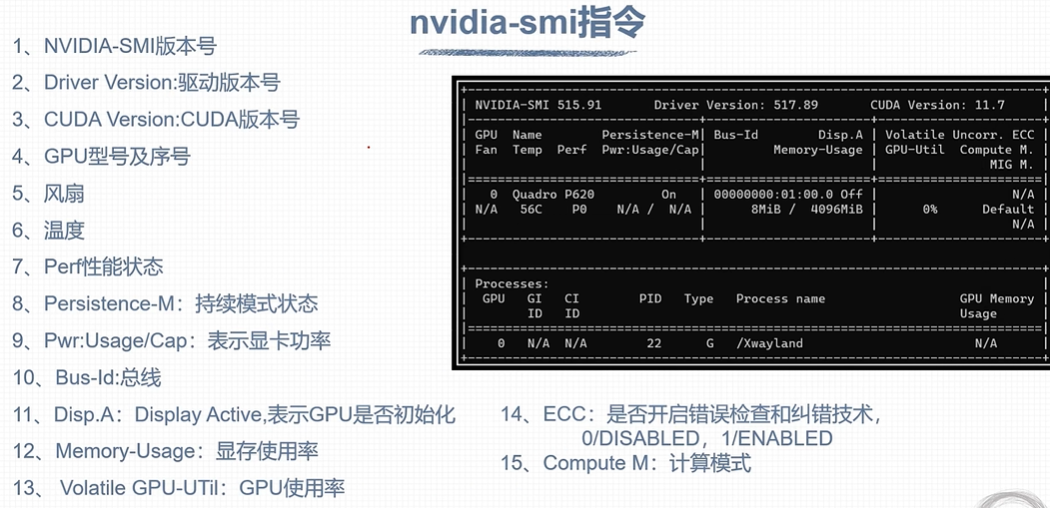 nvidia-smi指令
1、NVIDIA-SMI版本号
2、Driver Version:驱动版本号
3、CUDA Version:CUDA版本号
4、GPU型号及序号
5、风扇
6、温度
7、Perf性能状态
8、Persistence-M：持续模式状态
9、Pwr:Usage/Cap：表示显卡功率
10、Bus-Id:总线
11、Disp.A：Display Active,表示GPU是否初始化
12、Memory-Usage：显存使用率
13、 Volatile GPU-UTil：GPU使用率
NVIDIA-SMI 515.91 Driver Version: 517.89 CUDA Version: 11.7
GPU Name Persistence-M| Bus-Id Disp.A | Volatile Uncorr. ECC
Fan Temp Perf Pwr:Usage/Cap| Memory-Usage | GPU-Util Compute M.
MIG M.
0 Quadro P620 On | 00000000:01:00.0 Off | N/A
N/A 56C P0 N/A / N/A | 8MiB / 4096MiB | 0% Default
N/A
Processes:
GPU GI CI PID Type Process name GPU Memory
ID ID Usage
0 N/A N/A 22 G /Xwayland N/A
14、ECC：是否开启错误检查和纠错技术，
0/DISABLED，1/ENABLED
15、Compute M：计算模式